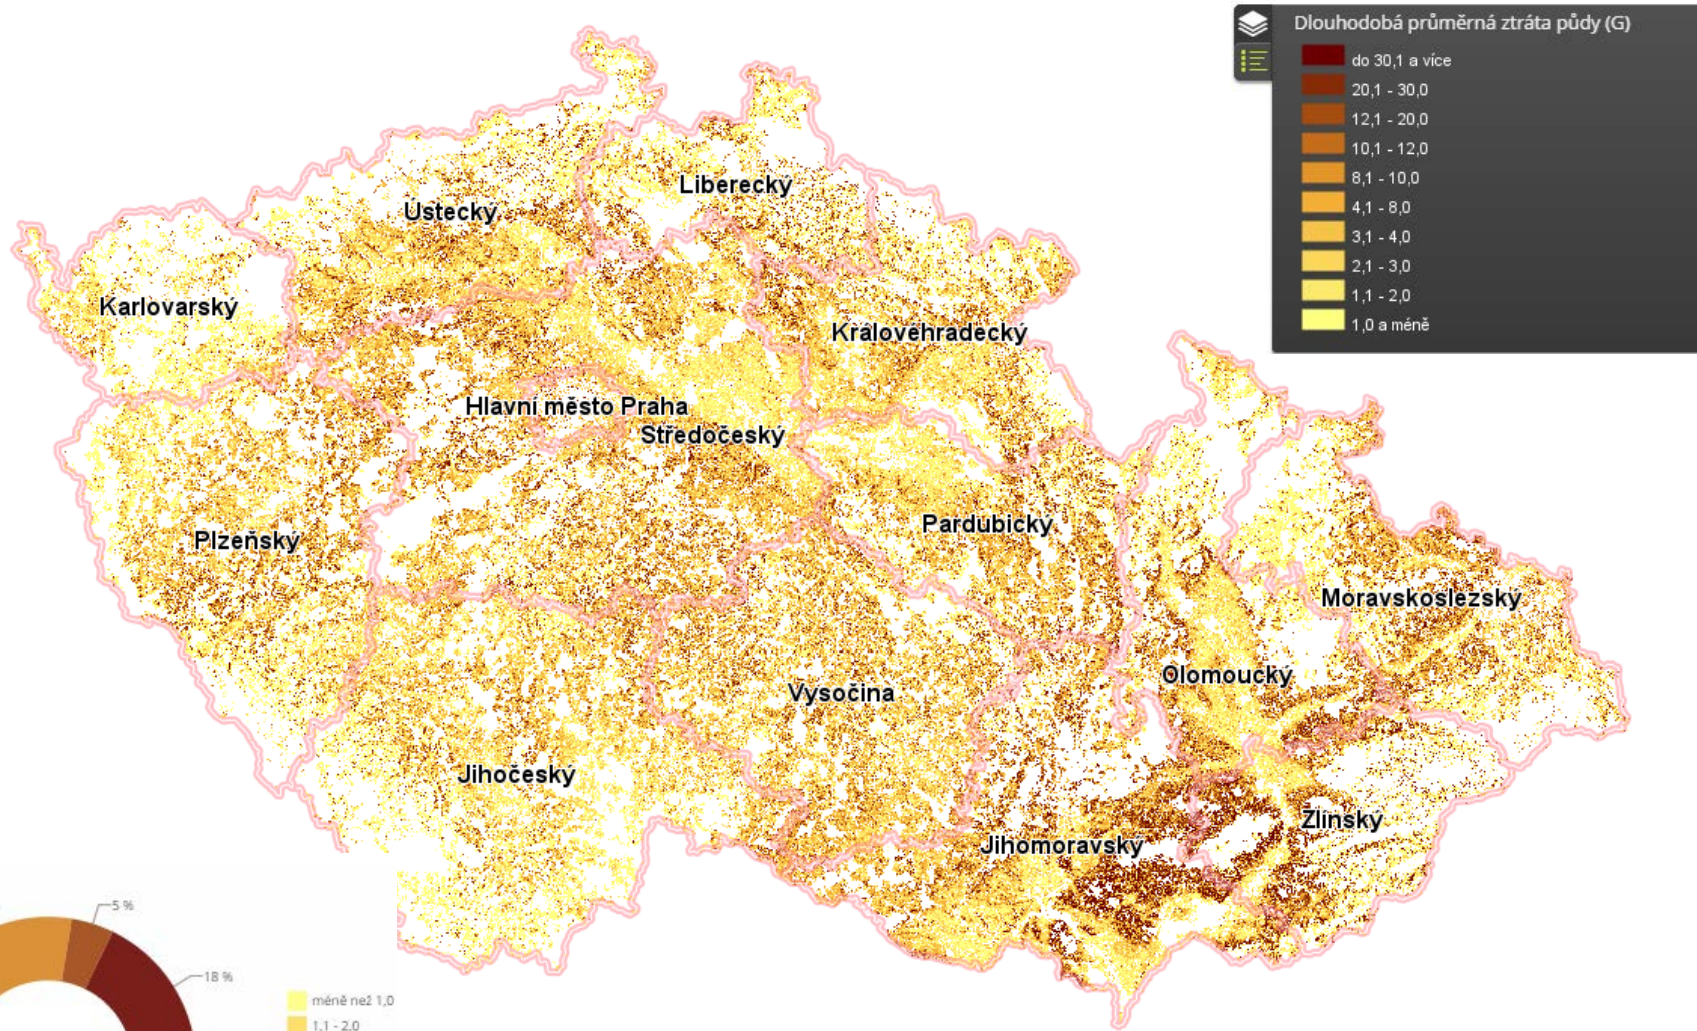 Dlouhodobá průměrná ztráta půdy (G)
do 30,1 a více
20,1 - 30,0
12,1 - 20,0
10,1 - 12,0
8,1 - 10,0
4,1 - 8,0
3,1 - 4,0
2,1 - 3,0
1,1 - 2,0
1,0 a méně
Liberecký
Ústecký
Karlovarský
Královéhradecký
Hlavní město Praha
Středočeský
Pardubický
Plzeňský
Moravskoslezský
Olomoucký
Vysočina
Jihočeský
Zlínský
Jihomoravský
5 %
18 %
méně než 1,0
1,1 - 2,0